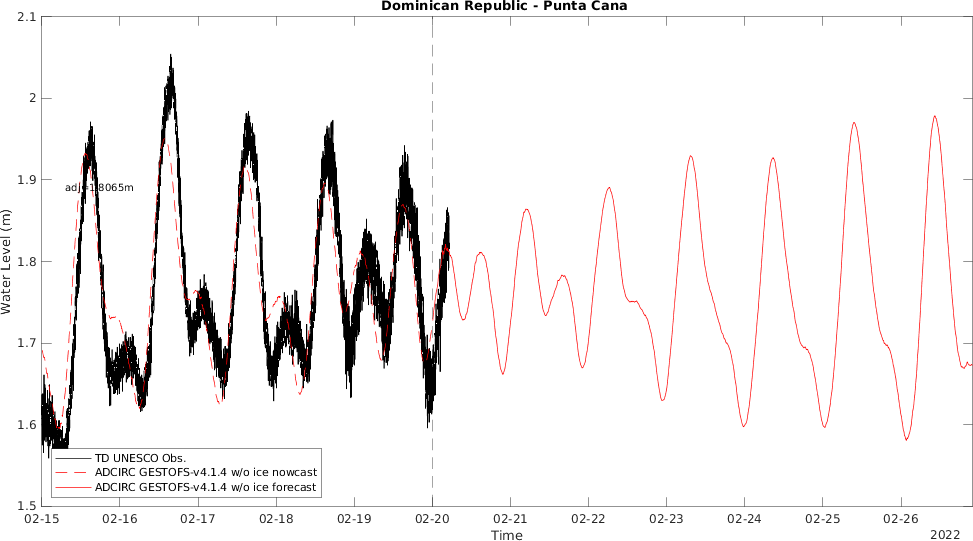 Dominican Republic - Punta Cana
2.1
2
1.9
1.8
1.7
1.6
1.5
Water Level (m)
adj=1.8065m
TD UNESCO Obs.
ADCIRC GESTOFS-v4.1.4 w/o ice nowcast
ADCIRC GESTOFS-v4.1.4 w/o ice forecast
02-15 02-16 02-17 02-18 02-19 02-20 02-21 02-22 02-23 02-24 02-25 02-26
Time
2022